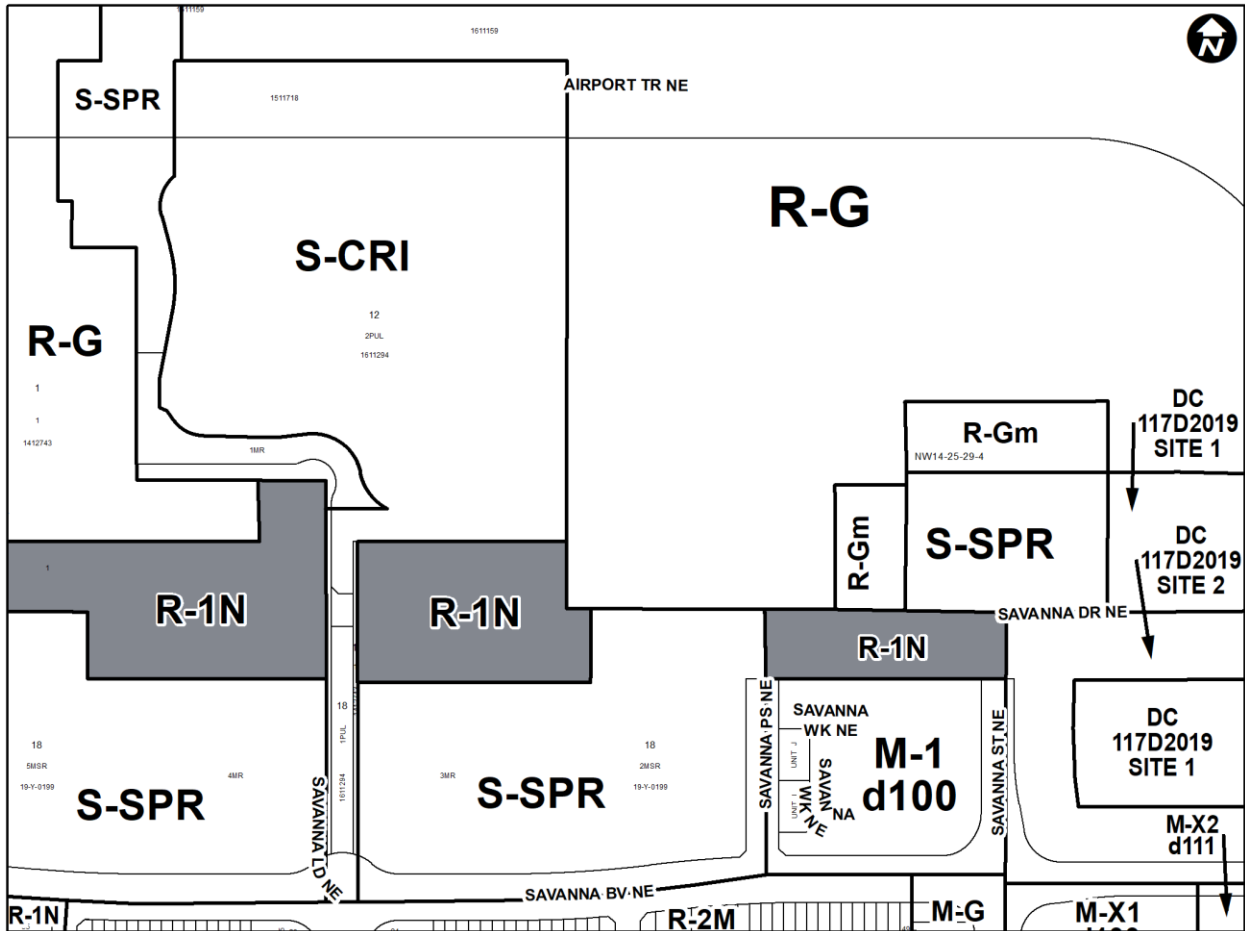 1611159
1611159
N
AIRPORT TR NE
S-SPR
1511718
R-G
S-CRI
12
2PUL
1611294
R-G
1
1
1412743
DC
117D2019
SITE 1
R-Gm
NW14-25-29-4
1MR
R-Gm
S-SPR
DC
117D2019
SITE 2
1
R-1N
R-1N
SAVANNA DR NE
R-1N
18
1PUL
1611294
SAVANNA LD NE
18
5MSR
19-Y-0199
4MR
S-SPR
3MR
18
2MSR
19-Y-0199
S-SPR
SAVANNA PS NE
SAVANNA
WK NE
UNIT J
UNIT I
SAVANNA
WK NE
M-1
d100
SAVANNA ST NE
DC
117D2019
SITE 1
M-X2
d111
SAVANNA BV NE
R-1N
R-2M
M-G
M-X1